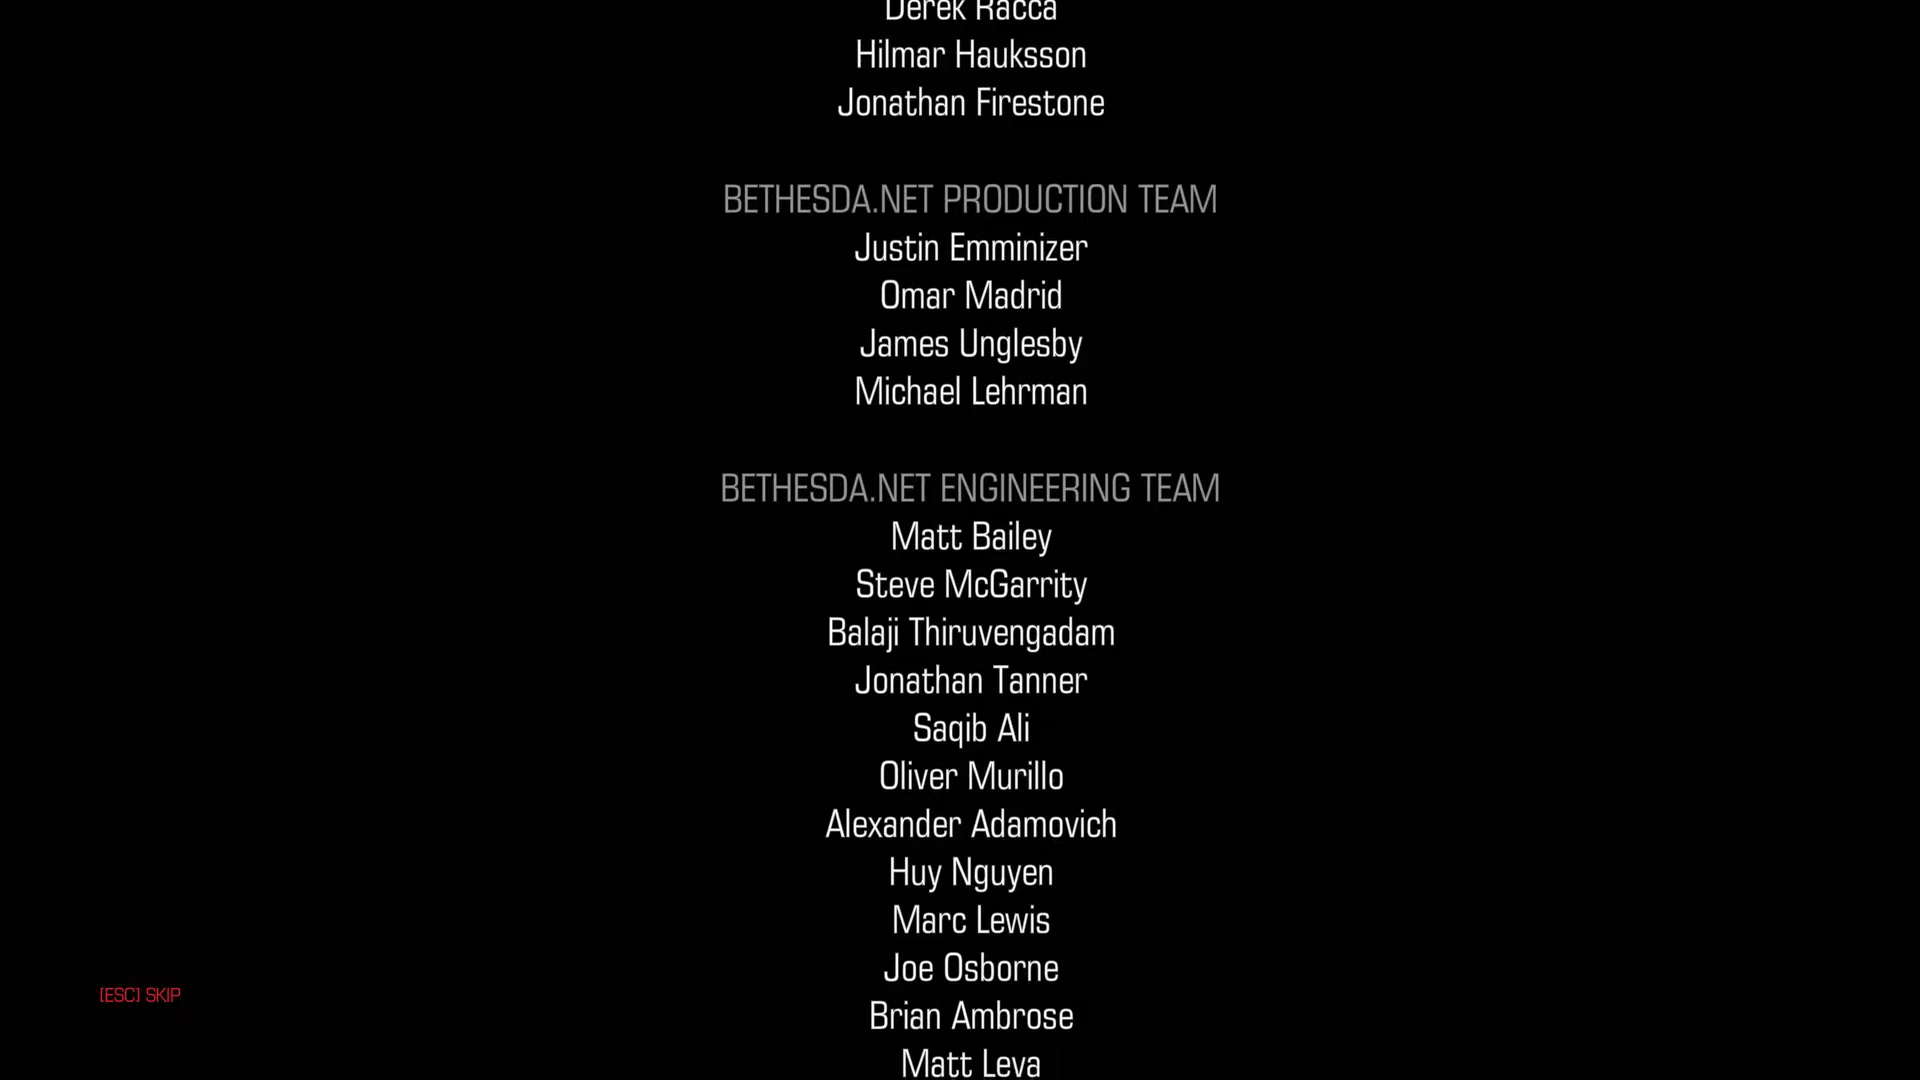 Derek Racca
Hilmar Hauksson
Jonathan Firestone
BETHESDA.NET PRODUCTION TEAM
Justin Emminizer
Omar Madrid
James Unglesby
Michael Lehrman
BETHESDA.NET ENGINEERING TEAM
Matt Bailey
Steve McGarrity
Balaji Thiruvengadam
Jonathan Tanner
Saqib Ali
Oliver Murillo
Alexander Adamovich
Huy Nguyen
Marc Lewis
Joe Osborne
[ESC] SKIP
Brian Ambrose
Matt Leva